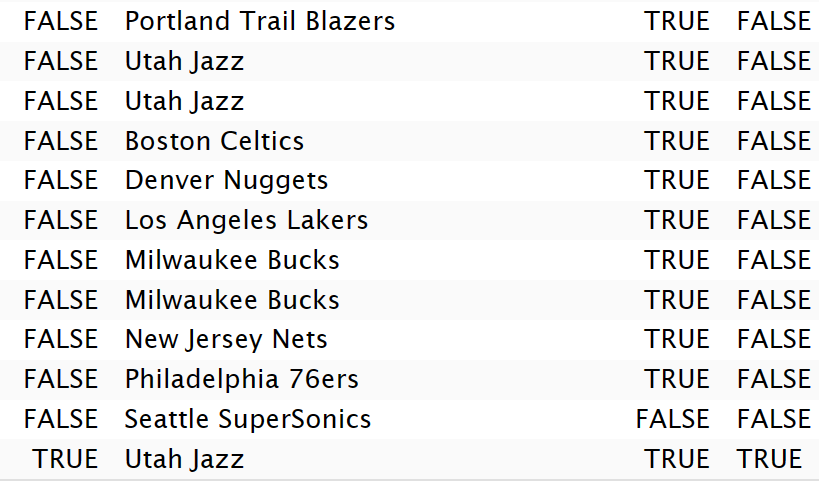 FALSE Portland Trail Blazers TRUE FALSE
FALSE Utah Jazz TRUE FALSE
FALSE Utah Jazz TRUE FALSE
FALSE Boston Celtics TRUE FALSE
FALSE Denver Nuggets TRUE FALSE
FALSE Los Angeles Lakers TRUE FALSE
FALSE Milwaukee Bucks TRUE FALSE
FALSE Milwaukee Bucks TRUE FALSE
FALSE New Jersey Nets TRUE FALSE
FALSE Philadelphia 76ers TRUE FALSE
FALSE Seattle SuperSonics FALSE FALSE
TRUE Utah Jazz TRUE TRUE